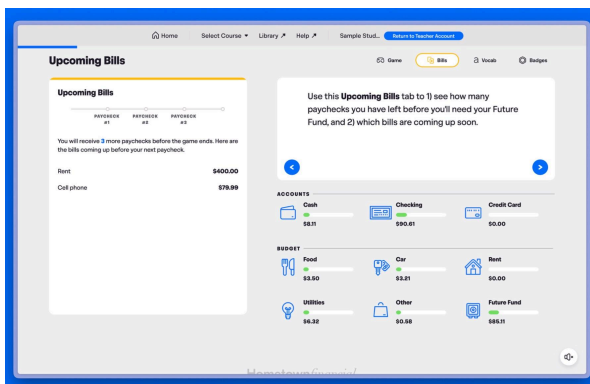 Home Select Course Library Help Sample Stud... Return to Teacher Account
Upcoming Bills
Game Bills Vocab Badges
Upcoming Bills
PAYCHECK #1
PAYCHECK #2
PAYCHECK #3
You will receive 3 more paychecks before the game ends. Here are
the bills coming up before your next paycheck.
Rent $400.00
Cell phone $79.99
Use this Upcoming Bills tab to 1) see how many
paychecks you have left before you'll need your Future
Fund, and 2) which bills are coming up soon.
ACCOUNTS
Cash
$8.11
Checking
$90.61
Credit Card
$0.00
BUDGET
Food
$3.50
Car
$3.21
Rent
$0.00
Utilities
$6.32
Other
$0.58
Future Fund
$85.11
Hometown financial